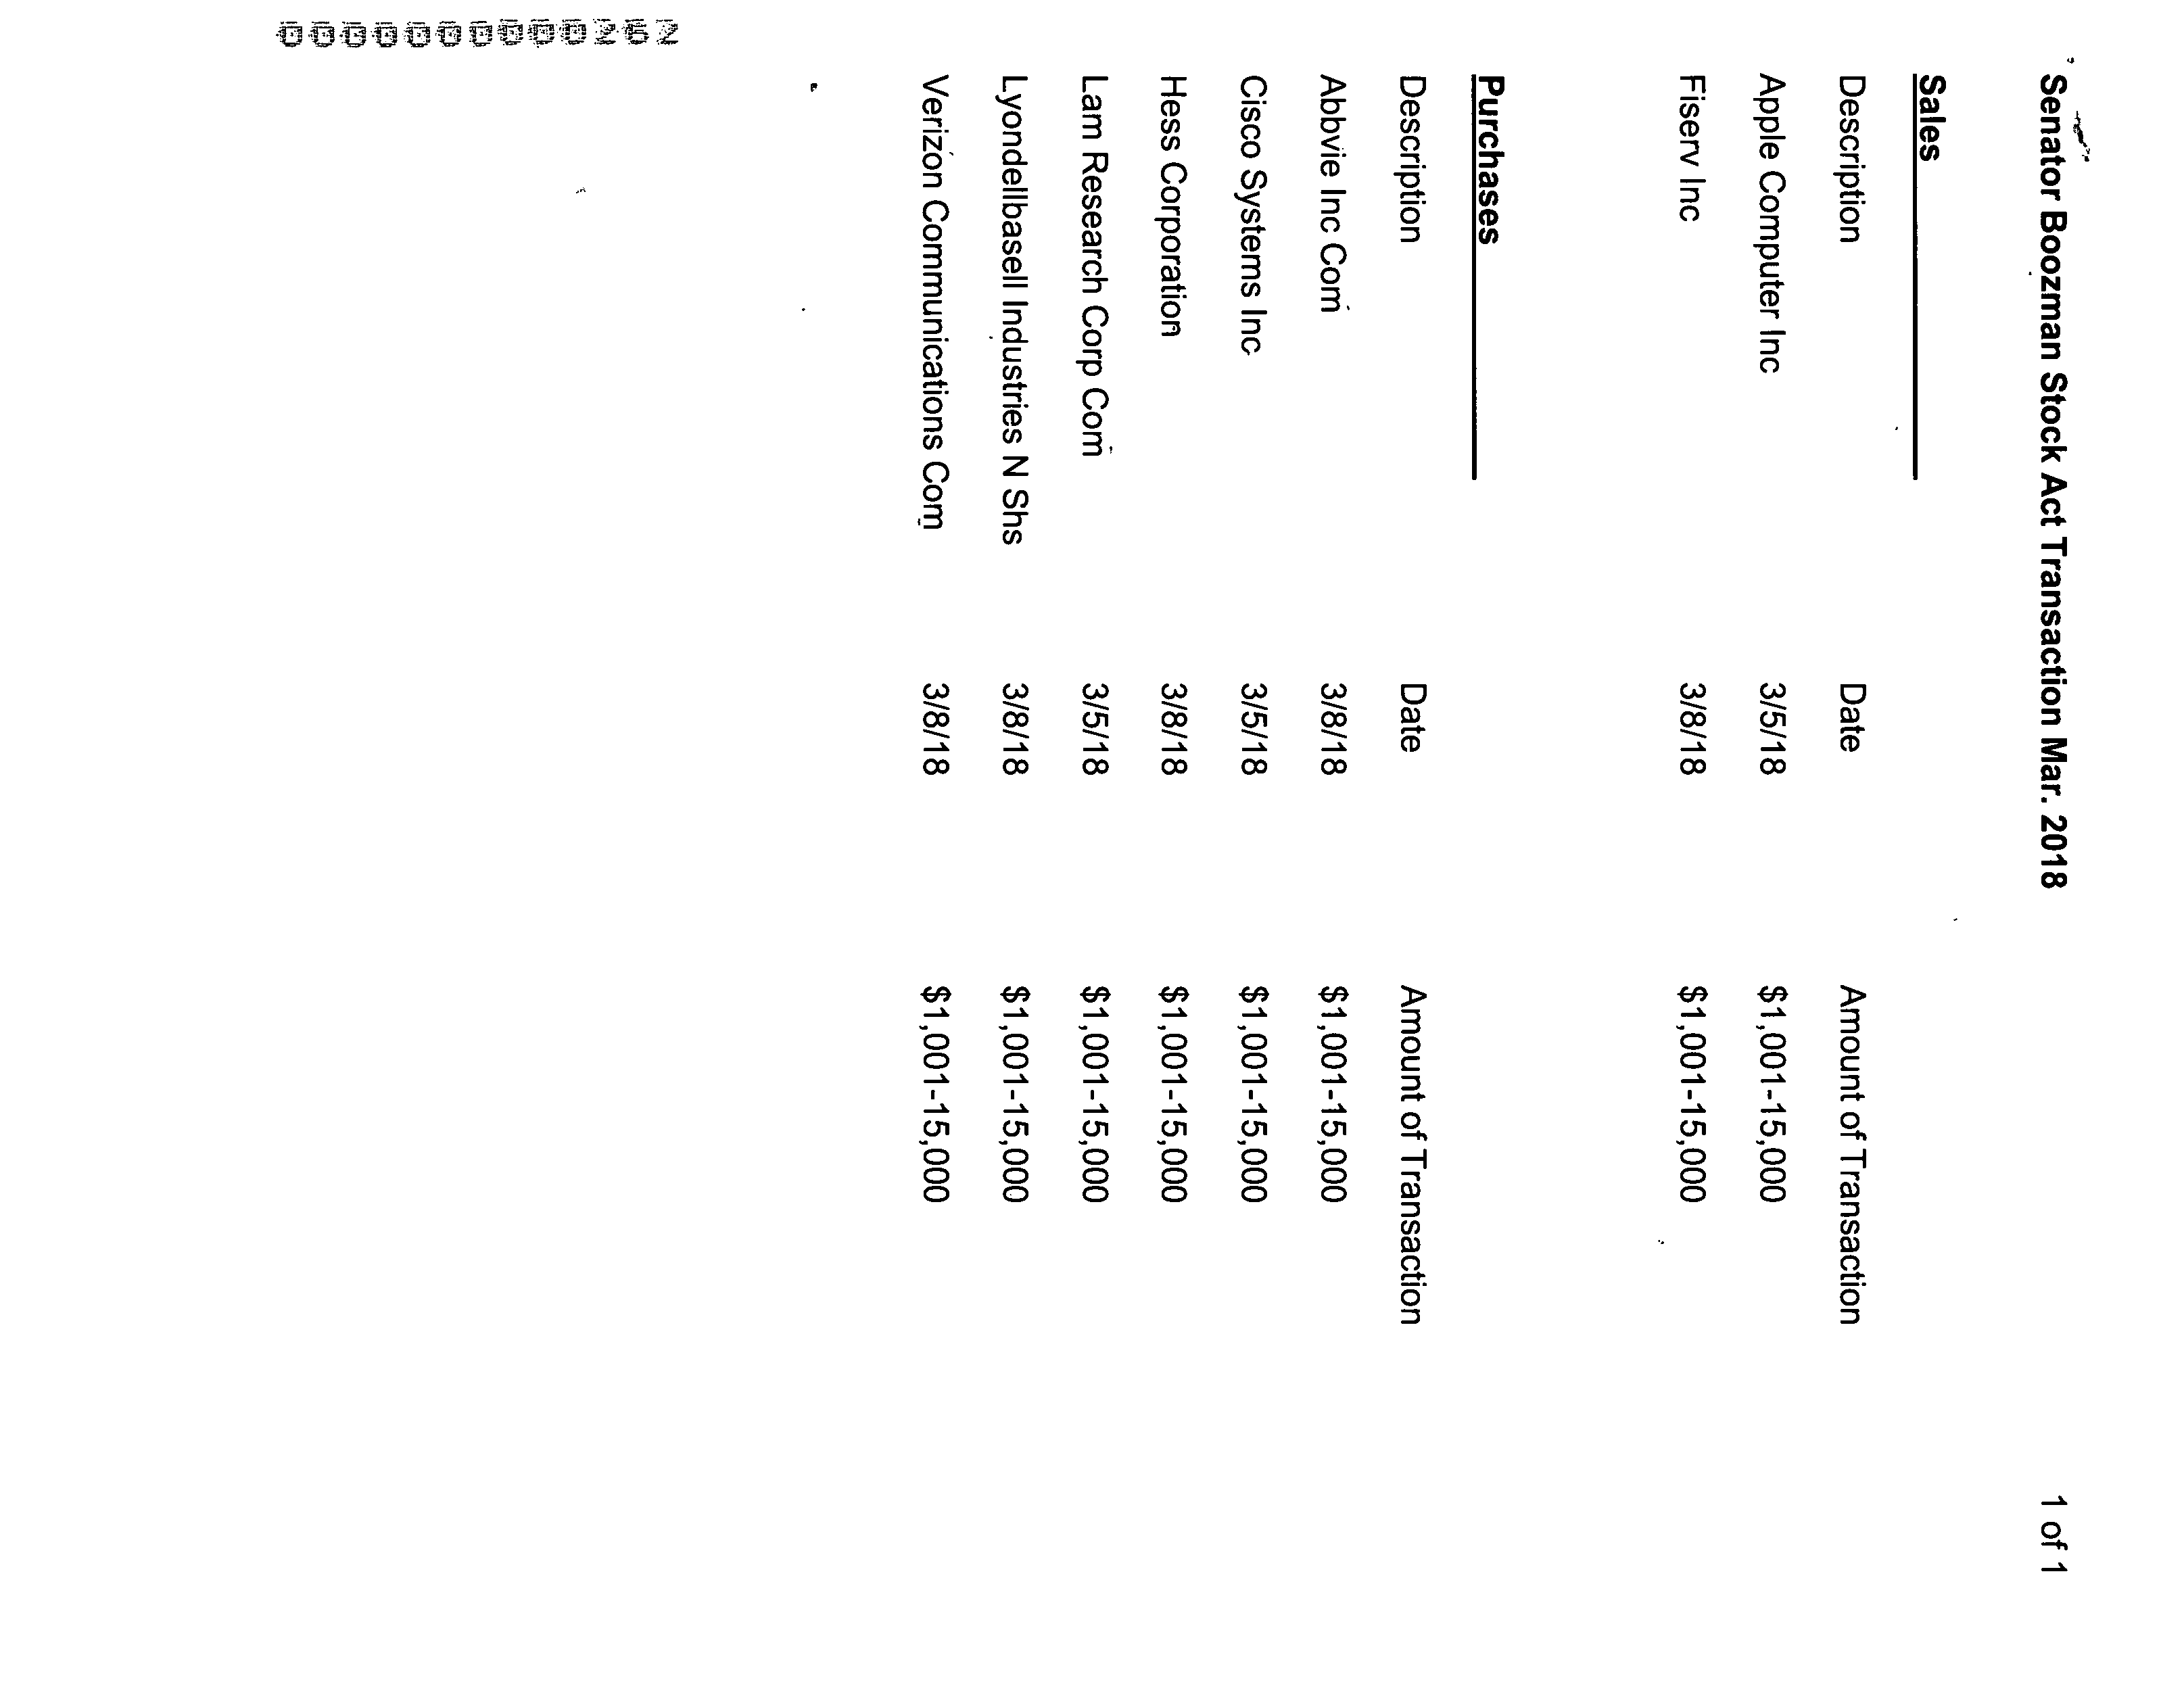 Senator Boozman Stock Act Transaction Mar. 2018 1 of 1
Sales
Description Date Amount of Transaction
Apple Computer Inc 3/5/18 $1,001-15,000
Fiserv Inc 3/8/18 $1,001-15,000
Purchases
Description Date Amount of Transaction
Abbvie Inc Com 3/8/18 $1,001-15,000
Cisco Systems Inc 3/5/18 $1,001-15,000
Hess Corporation 3/8/18 $1,001-15,000
Lam Research Corp Com 3/5/18 $1,001-15,000
Lyondellbasell Industries N Shs 3/8/18 $1,001-15,000
Verizon Communications Com 3/8/18 $1,001-15,000
0000000000262